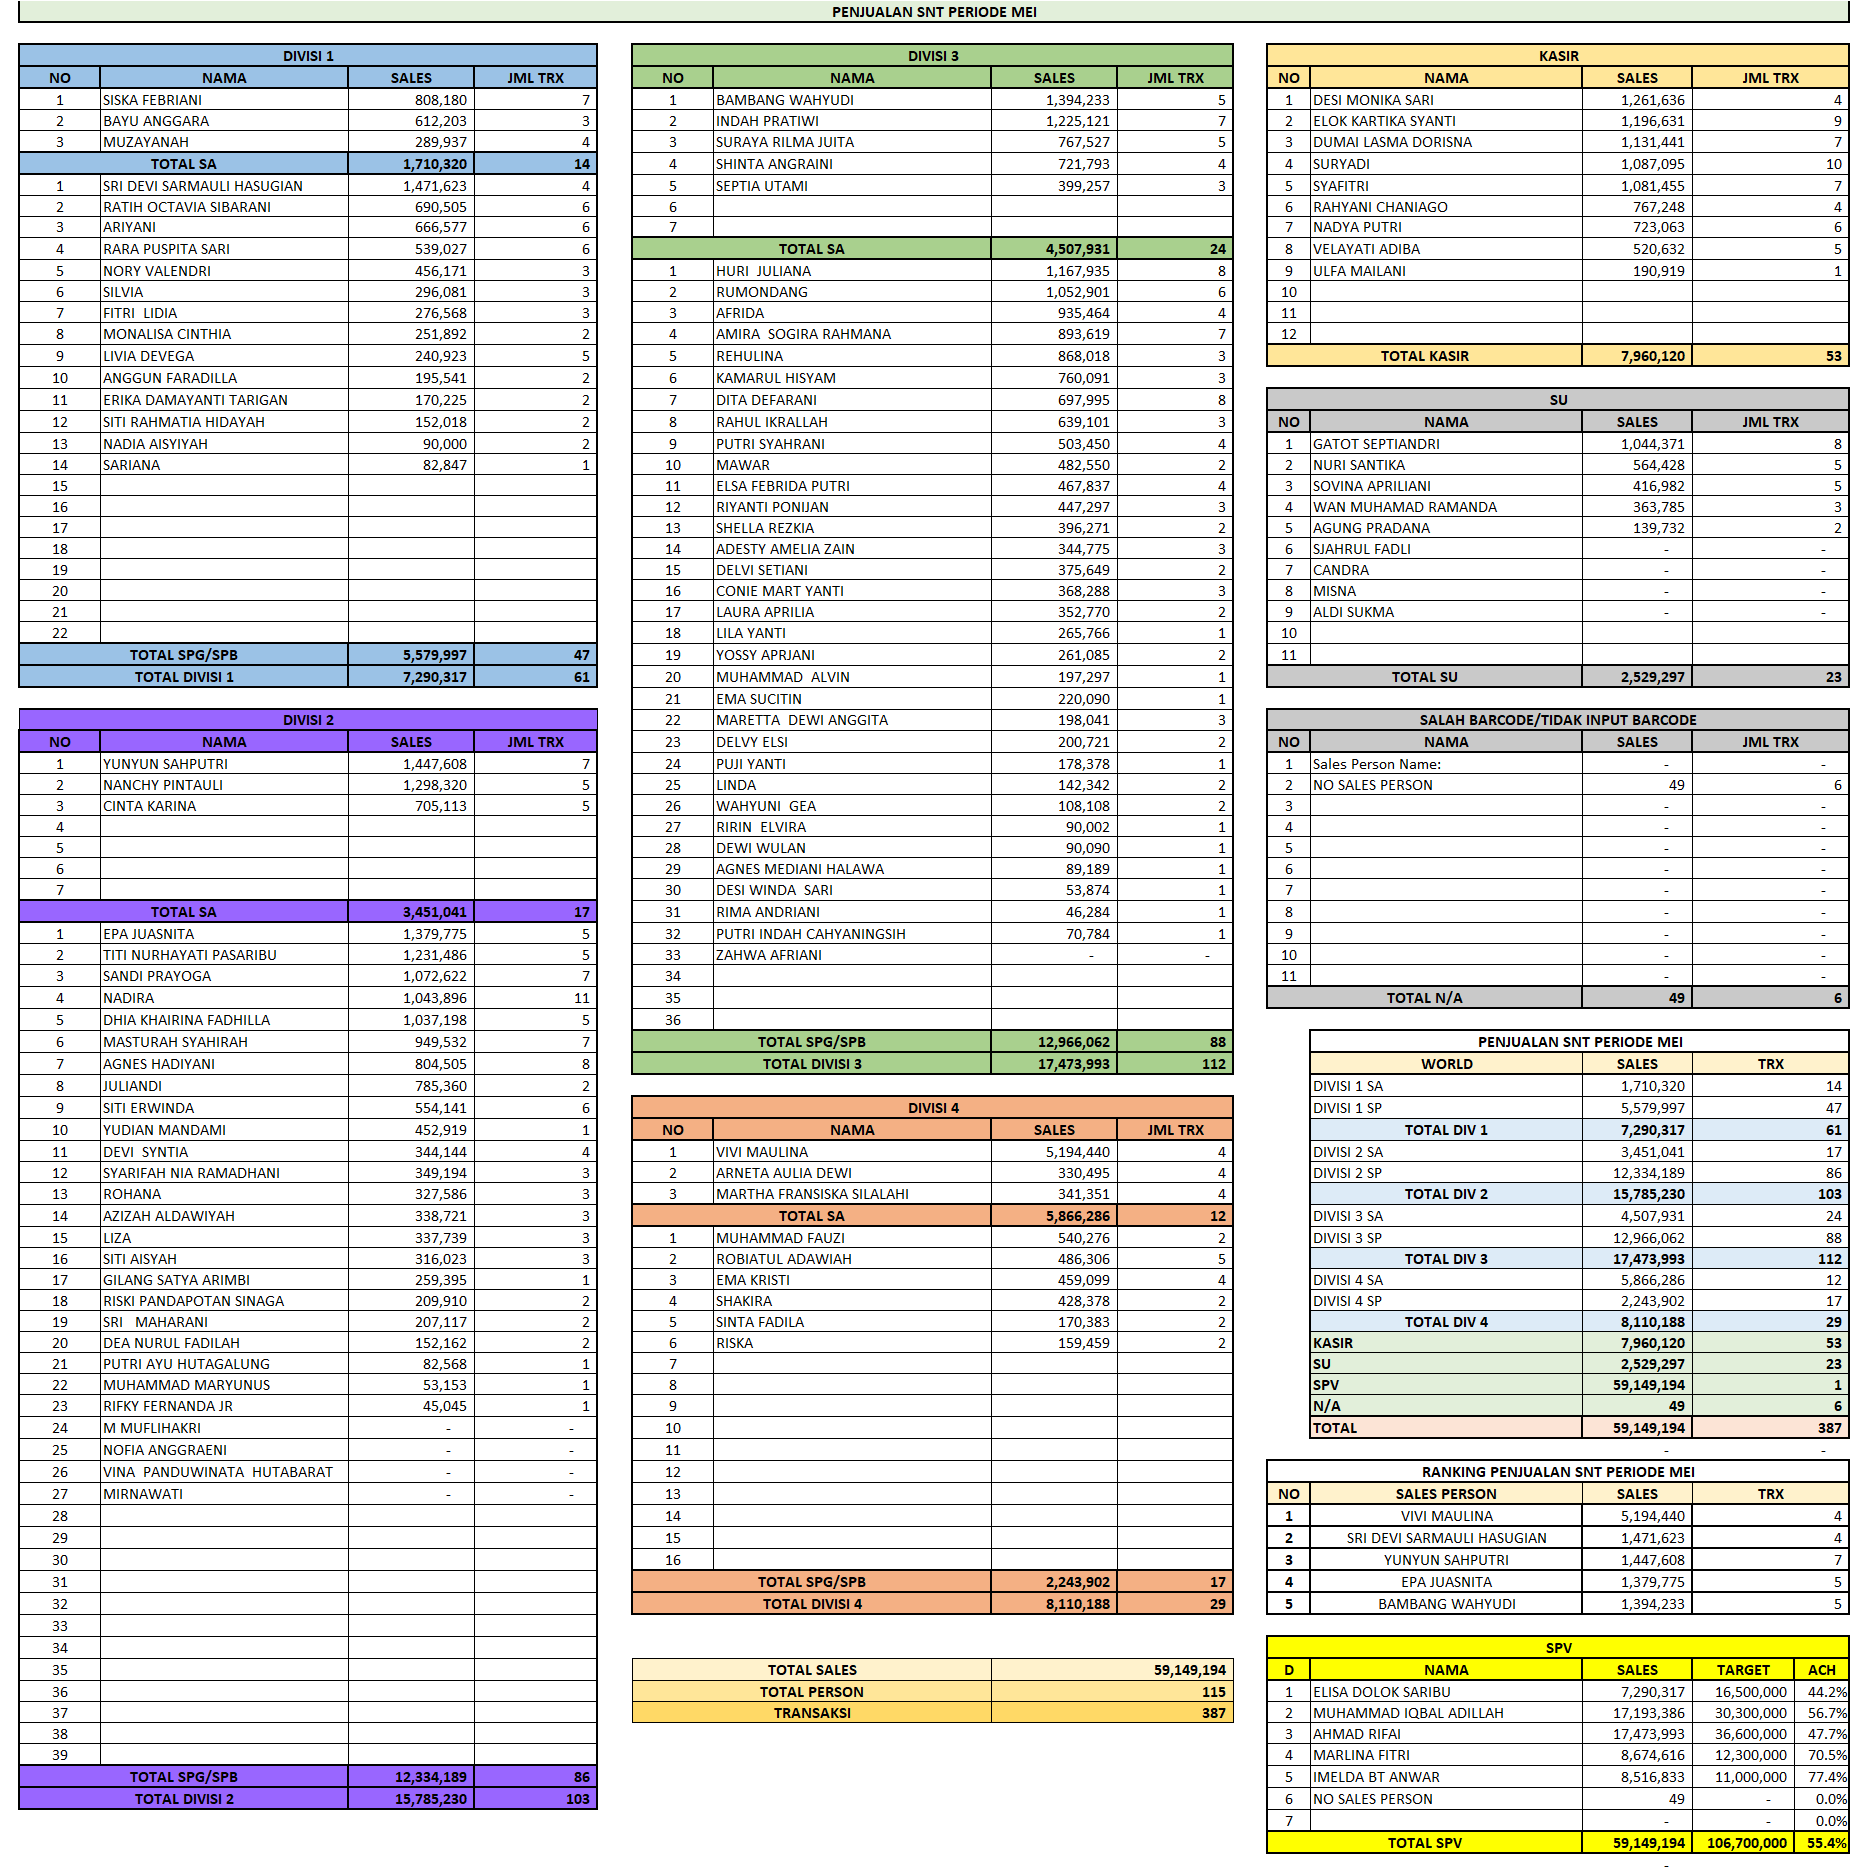 PENJUALAN SNT PERIODE MEI
DIVISI 1
NO NAMA SALES JML TRX
1 SISKA FEBRIANI 808,180 7
2 BAYU ANGGARA 612,203 3
3 MUZAYANAH 289,937 4
TOTAL SA 1,710,320 14
1 SRI DEVI SARMAULI HASUGIAN 1,471,623 4
2 RATIH OCTAVIA SIBARANI 690,505 6
3 ARIYANI 666,577 6
4 RARA PUSPITA SARI 539,027 6
5 NORY VALENDRI 456,171 3
6 SILVIA 296,081 3
7 FITRI  LIDIA 276,568 3
8 MONALISA CINTHIA 251,892 2
9 LIVIA DEVEGA 240,923 5
10 ANGGUN FARADILLA 195,541 2
11 ERIKA DAMAYANTI TARIGAN 170,225 2
12 SITI RAHMATIA HIDAYAH 152,018 2
13 NADIA AISYIYAH 90,000 2
14 SARIANA 82,847 1
15
16
17
18
19
20
21
22
TOTAL SPG/SPB 5,579,997 47
TOTAL DIVISI 1 7,290,317 61
DIVISI 2
NO NAMA SALES JML TRX
1 YUNYUN SAHPUTRI 1,447,608 7
2 NANCHY PINTAULI 1,298,320 5
3 CINTA KARINA 705,113 5
4
5
6
7
TOTAL SA 3,451,041 17
1 EPA JUASNITA 1,379,775 5
2 TITI NURHAYATI PASARIBU 1,231,486 5
3 SANDI PRAYOGA 1,072,622 7
4 NADIRA 1,043,896 11
5 DHIA KHAIRINA FADHILLA 1,037,198 5
6 MASTURAH SYAHIRAH 949,532 7
7 AGNES HADIYANI 804,505 8
8 JULIANDI 785,360 2
9 SITI ERWINDA 554,141 6
10 YUDIAN MANDAMI 452,919 1
11 DEVI  SYNTIA 344,144 4
12 SYARIFAH NIA RAMADHANI 349,194 3
13 ROHANA 327,586 3
14 AZIZAH ALDAWIYAH 338,721 3
15 LIZA 337,739 3
16 SITI AISYAH 316,023 3
17 GILANG SATYA ARIMBI 259,395 1
18 RISKI PANDAPOTAN SINAGA 209,910 2
19 SRI   MAHARANI 207,117 2
20 DEA NURUL FADILAH 152,162 2
21 PUTRI AYU HUTAGALUNG 82,568 1
22 MUHAMMAD MARYUNUS 53,153 1
23 RIFKY FERNANDA JR 45,045 1
24 M MUFLIHAKRI - -
25 NOFIA ANGGRAENI - -
26 VINA  PANDUWINATA  HUTABARAT - -
27 MIRNAWATI - -
28
29
30
31
32
33
34
35
36
37
38
39
TOTAL SPG/SPB 12,334,189 86
TOTAL DIVISI 2 15,785,230 103
DIVISI 3
NO NAMA SALES JML TRX
1 BAMBANG WAHYUDI 1,394,233 5
2 INDAH PRATIWI 1,225,121 7
3 SURAYA RILMA JUITA 767,527 5
4 SHINTA ANGRAINI 721,793 4
5 SEPTIA UTAMI 399,257 3
6
7
TOTAL SA 4,507,931 24
1 HURI  JULIANA 1,167,935 8
2 RUMONDANG 1,052,901 6
3 AFRIDA 935,464 4
4 AMIRA  SOGIRA RAHMANA 893,619 7
5 REHULINA 868,018 3
6 KAMARUL HISYAM 760,091 3
7 DITA DEFARANI 697,995 8
8 RAHUL IKRALLAH 639,101 3
9 PUTRI SYAHRANI 503,450 4
10 MAWAR 482,550 2
11 ELSA FEBRIDA PUTRI 467,837 4
12 RIYANTI PONIJAN 447,297 3
13 SHELLA REZKIA 396,271 2
14 ADESTY AMELIA ZAIN 344,775 3
15 DELVI SETIANI 375,649 2
16 CONIE MART YANTI 368,288 3
17 LAURA APRILIA 352,770 2
18 LILA YANTI 265,766 1
19 YOSSY APRJANI 261,085 2
20 MUHAMMAD  ALVIN 197,297 1
21 EMA SUCITIN 220,090 1
22 MARETTA  DEWI ANGGITA 198,041 3
23 DELVY ELSI 200,721 2
24 PUJI YANTI 178,378 1
25 LINDA 142,342 2
26 WAHYUNI  GEA 108,108 2
27 RIRIN  ELVIRA 90,002 1
28 DEWI WULAN 90,090 1
29 AGNES MEDIANI HALAWA 89,189 1
30 DESI WINDA  SARI 53,874 1
31 RIMA ANDRIANI 46,284 1
32 PUTRI INDAH CAHYANINGSIH 70,784 1
33 ZAHWA AFRIANI - -
34
35
36
TOTAL SPG/SPB 12,966,062 88
TOTAL DIVISI 3 17,473,993 112
DIVISI 4
NO NAMA SALES JML TRX
1 VIVI MAULINA 5,194,440 4
2 ARNETA AULIA DEWI 330,495 4
3 MARTHA FRANSISKA SILALAHI 341,351 4
TOTAL SA 5,866,286 12
1 MUHAMMAD FAUZI 540,276 2
2 ROBIATUL ADAWIAH 486,306 5
3 EMA KRISTI 459,099 4
4 SHAKIRA 428,378 2
5 SINTA FADILA 170,383 2
6 RISKA 159,459 2
7
8
9
10
11
12
13
14
15
16
TOTAL SPG/SPB 2,243,902 17
TOTAL DIVISI 4 8,110,188 29
TOTAL SALES 59,149,194
TOTAL PERSON 115
TRANSAKSI 387
KASIR
NO NAMA SALES JML TRX
1 DESI MONIKA SARI 1,261,636 4
2 ELOK KARTIKA SYANTI 1,196,631 9
3 DUMAI LASMA DORISNA 1,131,441 7
4 SURYADI 1,087,095 10
5 SYAFITRI 1,081,455 7
6 RAHYANI CHANIAGO 767,248 4
7 NADYA PUTRI 723,063 6
8 VELAYATI ADIBA 520,632 5
9 ULFA MAILANI 190,919 1
10
11
12
TOTAL KASIR 7,960,120 53
SU
NO NAMA SALES JML TRX
1 GATOT SEPTIANDRI 1,044,371 8
2 NURI SANTIKA 564,428 5
3 SOVINA APRILIANI 416,982 5
4 WAN MUHAMAD RAMANDA 363,785 3
5 AGUNG PRADANA 139,732 2
6 SJAHRUL FADLI - -
7 CANDRA - -
8 MISNA - -
9 ALDI SUKMA - -
10
11
TOTAL SU 2,529,297 23
SALAH BARCODE/TIDAK INPUT BARCODE
NO NAMA SALES JML TRX
1 Sales Person Name: - -
2 NO SALES PERSON 49 6
3 - -
4 - -
5 - -
6 - -
7 - -
8 - -
9 - -
10 - -
11 - -
TOTAL N/A 49 6
PENJUALAN SNT PERIODE MEI
WORLD SALES TRX
DIVISI 1 SA 1,710,320 14
DIVISI 1 SP 5,579,997 47
TOTAL DIV 1 7,290,317 61
DIVISI 2 SA 3,451,041 17
DIVISI 2 SP 12,334,189 86
TOTAL DIV 2 15,785,230 103
DIVISI 3 SA 4,507,931 24
DIVISI 3 SP 12,966,062 88
TOTAL DIV 3 17,473,993 112
DIVISI 4 SA 5,866,286 12
DIVISI 4 SP 2,243,902 17
TOTAL DIV 4 8,110,188 29
KASIR 7,960,120 53
SU 2,529,297 23
SPV 59,149,194 1
N/A 49 6
TOTAL 59,149,194 387
- -
RANKING PENJUALAN SNT PERIODE MEI
NO SALES PERSON SALES TRX
1 VIVI MAULINA 5,194,440 4
2 SRI DEVI SARMAULI HASUGIAN 1,471,623 4
3 YUNYUN SAHPUTRI 1,447,608 7
4 EPA JUASNITA 1,379,775 5
5 BAMBANG WAHYUDI 1,394,233 5
SPV
D NAMA SALES TARGET ACH
1 ELISA DOLOK SARIBU 7,290,317 16,500,000 44.2%
2 MUHAMMAD IQBAL ADILLAH 17,193,386 30,300,000 56.7%
3 AHMAD RIFAI 17,473,993 36,600,000 47.7%
4 MARLINA FITRI 8,674,616 12,300,000 70.5%
5 IMELDA BT ANWAR 8,516,833 11,000,000 77.4%
6 NO SALES PERSON 49 - 0.0%
7 - - 0.0%
TOTAL SPV 59,149,194 106,700,000 55.4%
-